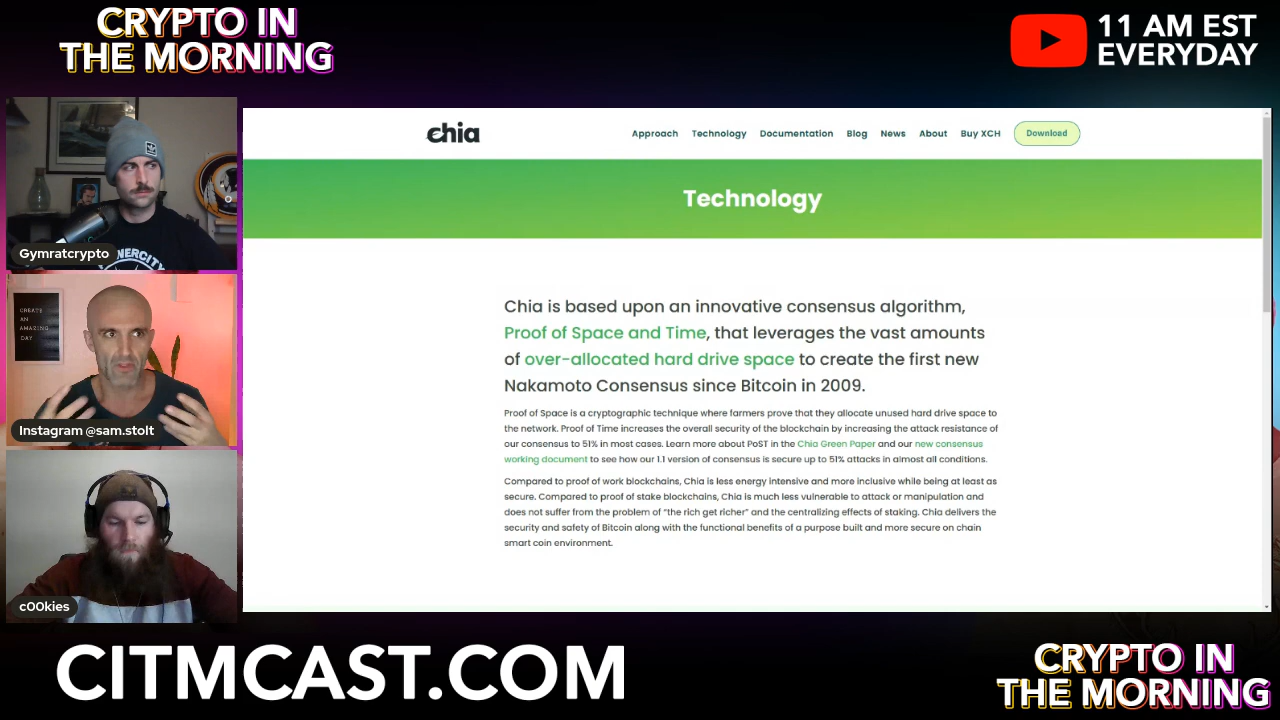 CRYPTO IN
THE MORNING
11 AM EST
EVERYDAY
Gymratcrypto
CREATE
AN
AMAZING
DAY
Instagram @sam.stolt
c00kies
chia
Approach Technology Documentation Blog News About Buy XCH Download
Technology
Chia is based upon an innovative consensus algorithm,
Proof of Space and Time, that leverages the vast amounts
of over-allocated hard drive space to create the first new
Nakamoto Consensus since Bitcoin in 2009.
Proof of Space is a cryptographic technique where farmers prove that they allocate unused hard drive space to
the network. Proof of Time increases the overall security of the blockchain by increasing the attack resistance of
our consensus to 51% in most cases. Learn more about PoST in the Chia Green Paper and our new consensus
working document to see how our 1.1 version of consensus is secure up to 51% attacks in almost all conditions.
Compared to proof of work blockchains, Chia is less energy intensive and more inclusive while being at least as
secure. Compared to proof of stake blockchains, Chia is much less vulnerable to attack or manipulation and
does not suffer from the problem of "the rich get richer" and the centralizing effects of staking. Chia delivers the
security and safety of Bitcoin along with the functional benefits of a purpose built and more secure on chain
smart coin environment.
CITMCAST.COM
CRYPTO IN
THE MORNING